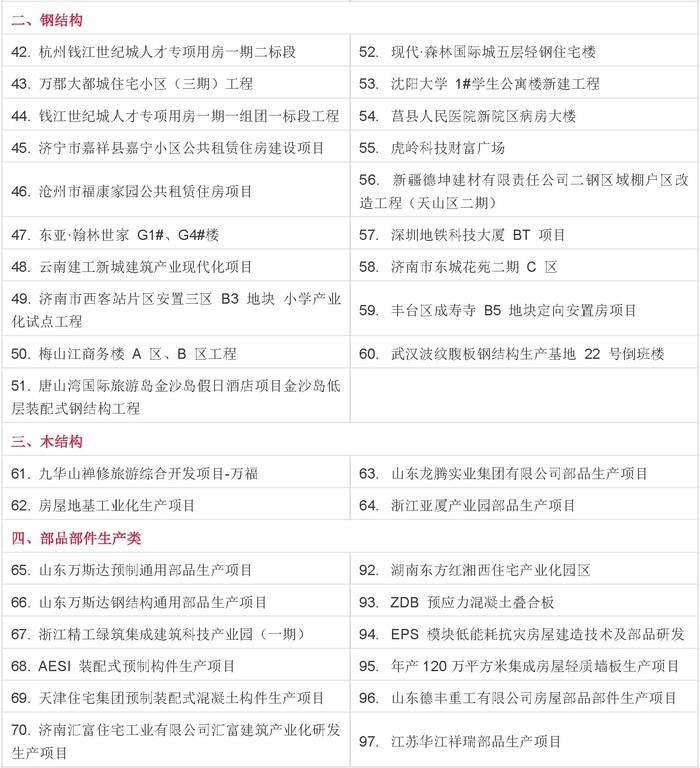 二、钢结构
42. 杭州钱江世纪城人才专项用房一期二标段
52. 现代·森林国际城五层轻钢住宅楼
43. 万郡大都城住宅小区（三期）工程
53. 沈阳大学 1#学生公寓楼新建工程
44. 钱江世纪城人才专项用房一期一组团一标段工程
54. 莒县人民医院新院区病房大楼
45. 济宁市嘉祥县嘉宁小区公共租赁住房建设项目
55. 虎岭科技财富广场
46. 沧州市福康家园公共租赁住房项目
56. 新疆德坤建材有限责任公司二钢区域棚户区改
造工程（天山区二期）
47. 东亚·翰林世家 G1#、G4#楼
57. 深圳地铁科技大厦 BT 项目
48. 云南建工新城建筑产业现代化项目
58. 济南市东城花苑二期 C 区
49. 济南市西客站片区安置三区 B3 地块 小学产业
化试点工程
59. 丰台区成寿寺 B5 地块定向安置房项目
50. 梅山江商务楼 A 区、B 区工程
60. 武汉波纹腹板钢结构生产基地 22 号倒班楼
51. 唐山湾国际旅游岛金沙岛假日酒店项目金沙岛低
层装配式钢结构工程
三、木结构
61. 九华山禅修旅游综合开发项目-万福
63. 山东龙腾实业集团有限公司部品生产项目
62. 房屋地基工业化生产项目
64. 浙江亚厦产业园部品生产项目
四、部品部件生产类
65. 山东万斯达预制通用部品生产项目
92. 湖南东方红湘西住宅产业化园区
66. 山东万斯达钢结构通用部品生产项目
93. ZDB 预应力混凝土叠合板
67. 浙江精工绿筑集成建筑科技产业园（一期）
94. EPS 模块低能耗抗灾房屋建造技术及部品研发
68. AESI 装配式预制构件生产项目
95. 年产120万平方米集成房屋轻质墙板生产项目
69. 天津住宅集团预制装配式混凝土构件生产项目
96. 山东德丰重工有限公司房屋部品部件生产项目
70. 济南汇富住宅工业有限公司汇富建筑产业化研发
生产项目
97. 江苏华江祥瑞部品生产项目